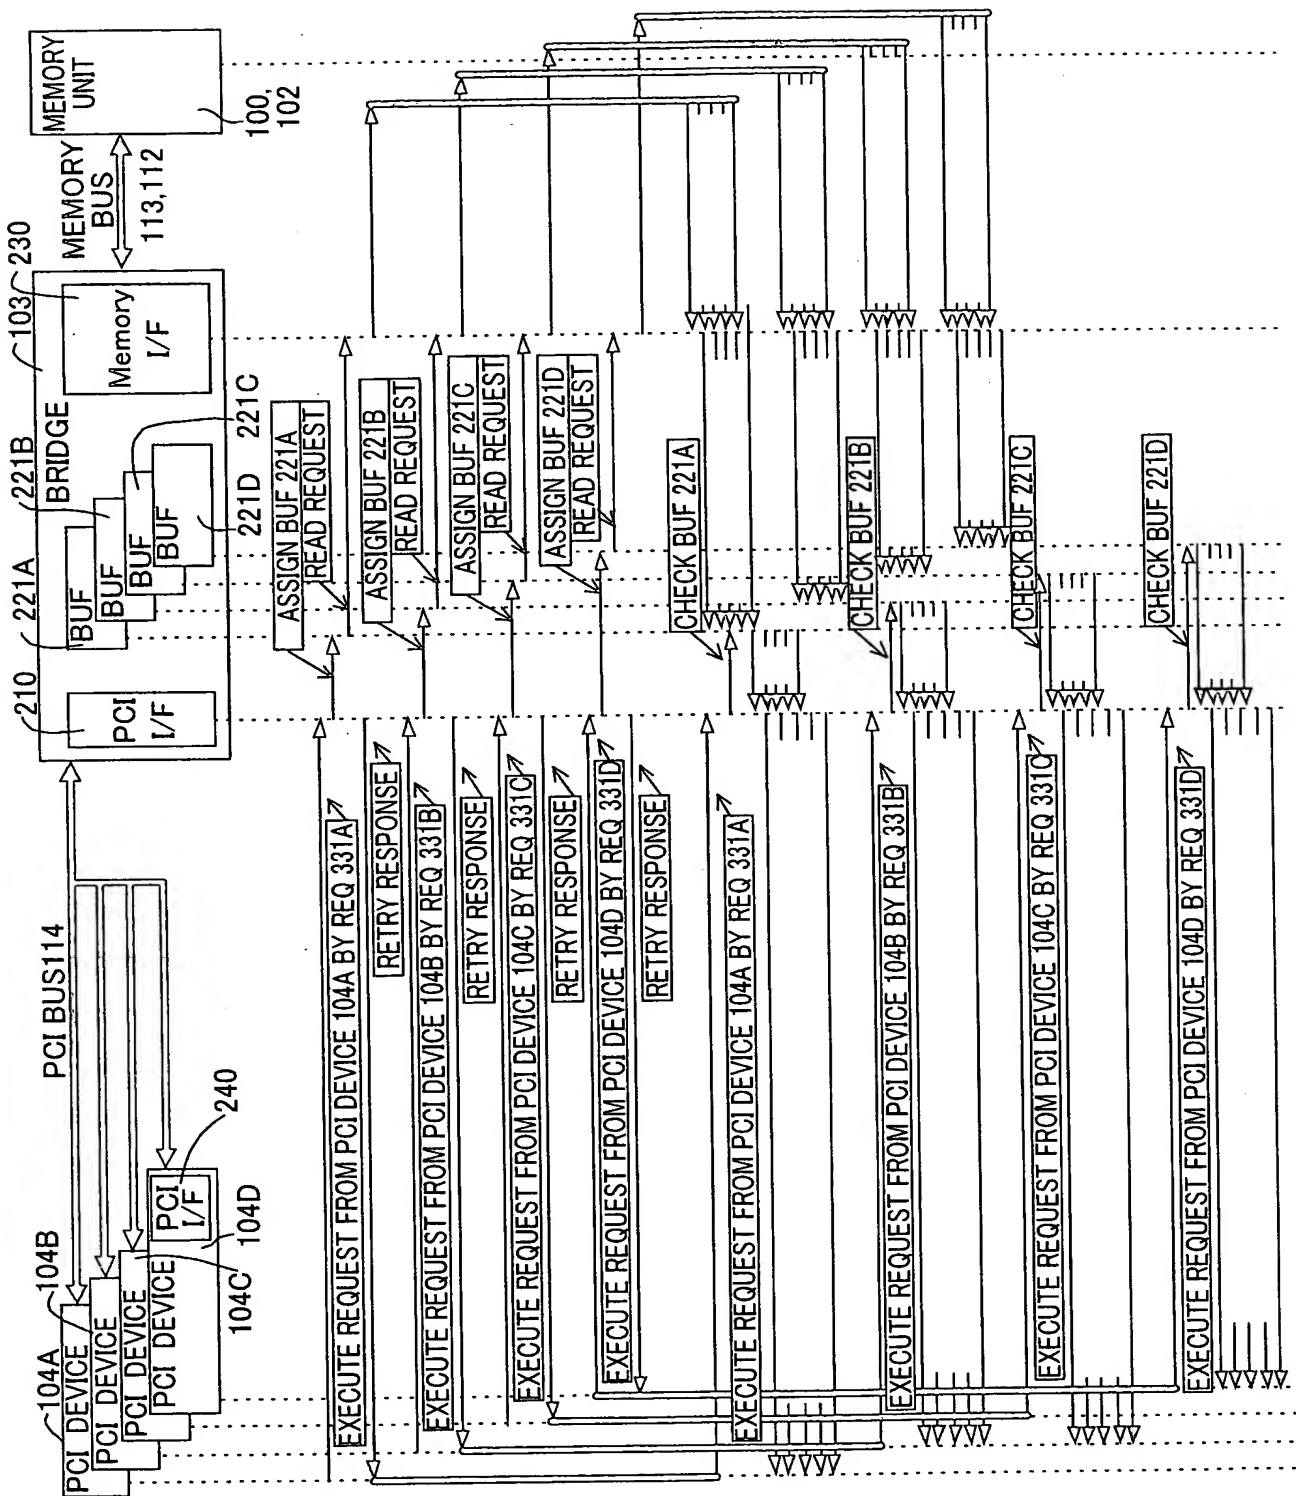 104A
PCI DEVICE
104B
PCI DEVICE
PCI DEVICE
104C
PCI DEVICE
104D
PCI
I/F
240
PCI BUS114
210
PCI
I/F
221A
BUF
BUF
221B
BUF
221C
BUF
221D
BRIDGE
103
230
Memory
I/F
MEMORY
BUS
113,112
MEMORY
UNIT
100,
102
EXECUTE REQUEST FROM PCI DEVICE 104A BY REQ 331A
ASSIGN BUF 221A
READ REQUEST
RETRY RESPONSE
EXECUTE REQUEST FROM PCI DEVICE 104B BY REQ 331B
ASSIGN BUF 221B
READ REQUEST
RETRY RESPONSE
EXECUTE REQUEST FROM PCI DEVICE 104C BY REQ 331C
ASSIGN BUF 221C
READ REQUEST
RETRY RESPONSE
EXECUTE REQUEST FROM PCI DEVICE 104D BY REQ 331D
ASSIGN BUF 221D
READ REQUEST
RETRY RESPONSE
EXECUTE REQUEST FROM PCI DEVICE 104A BY REQ 331A
CHECK BUF 221A
EXECUTE REQUEST FROM PCI DEVICE 104B BY REQ 331B
CHECK BUF 221B
EXECUTE REQUEST FROM PCI DEVICE 104C BY REQ 331C
CHECK BUF 221C
EXECUTE REQUEST FROM PCI DEVICE 104D BY REQ 331D
CHECK BUF 221D